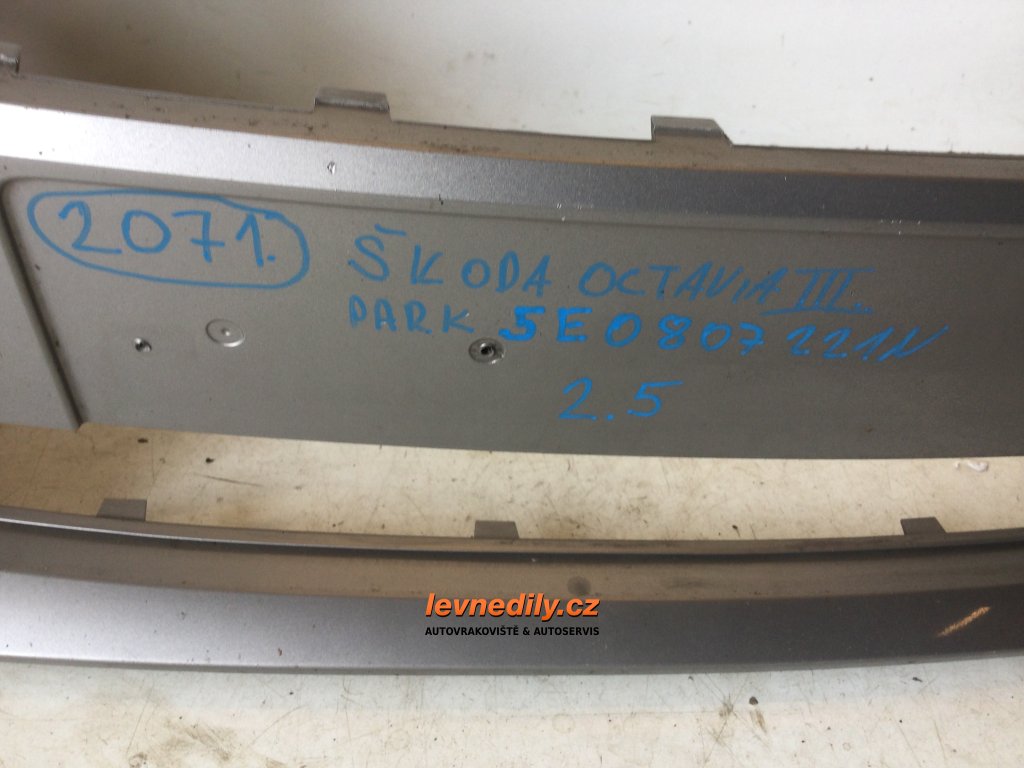 2071.
ŠKODA OCTAVIA III.
PARK 5E0807221N
2.5
levnedily.cz
AUTOVRAKOVIŠTĚ & AUTOSERVIS